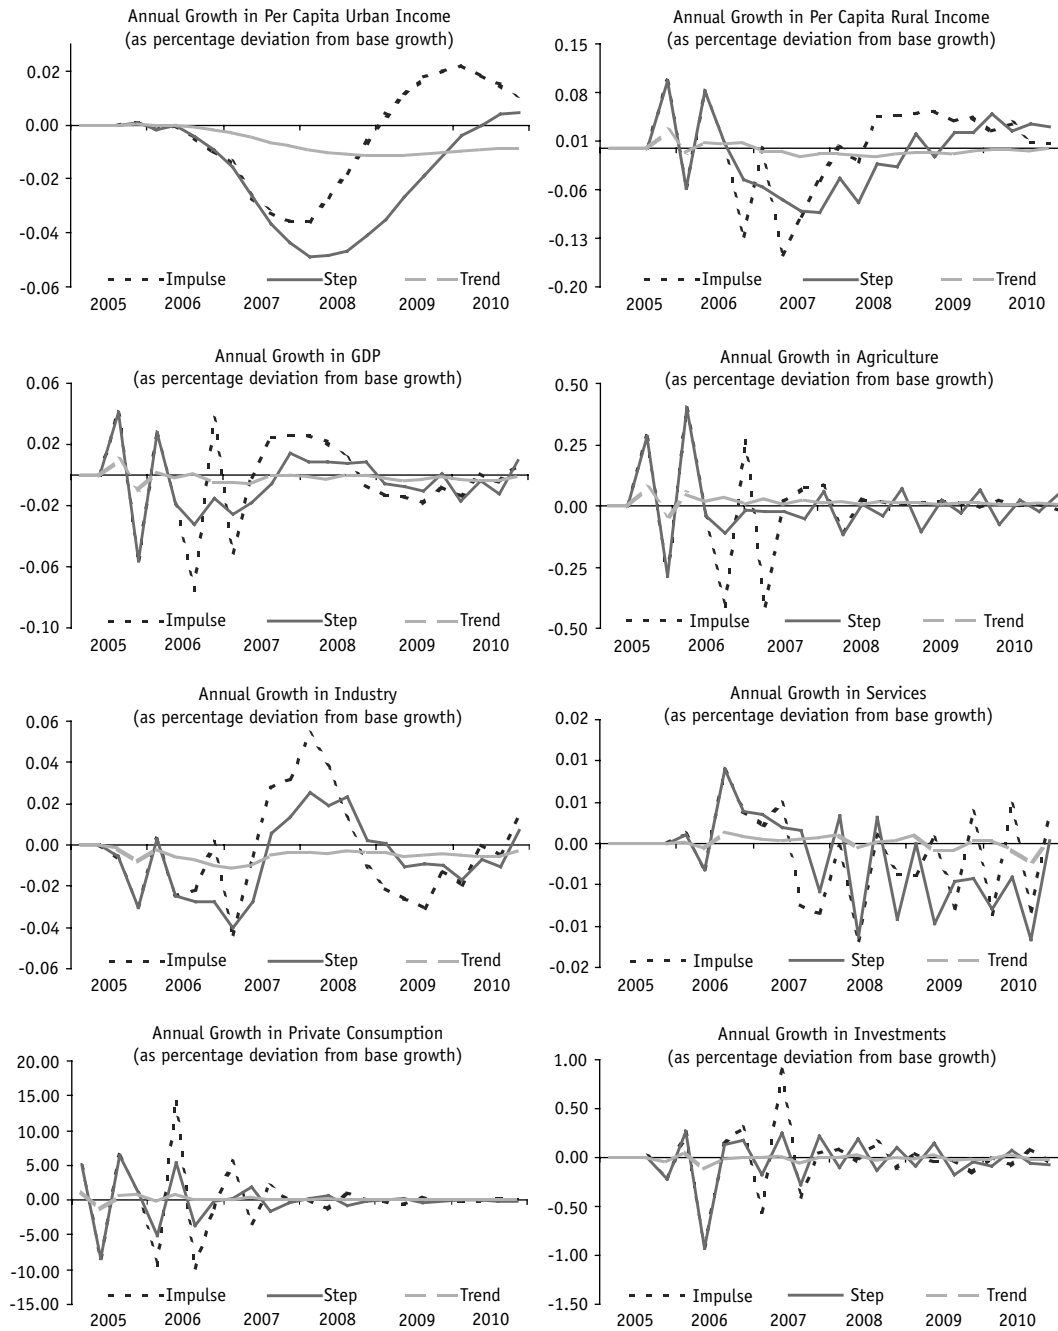 Annual Growth in Per Capita Urban Income
(as percentage deviation from base growth)
0.02
0.00
-0.02
-0.04
-0.06
Impulse Step Trend
2005 2006 2007 2008 2009 2010
Annual Growth in Per Capita Rural Income
(as percentage deviation from base growth)
0.15
0.08
0.01
-0.06
-0.13
-0.20
Impulse Step Trend
2005 2006 2007 2008 2009 2010
Annual Growth in GDP
(as percentage deviation from base growth)
0.06
0.02
-0.02
-0.06
-0.10
Impulse Step Trend
2005 2006 2007 2008 2009 2010
Annual Growth in Agriculture
(as percentage deviation from base growth)
0.50
0.25
0.00
-0.25
-0.50
Impulse Step Trend
2005 2006 2007 2008 2009 2010
Annual Growth in Industry
(as percentage deviation from base growth)
0.06
0.04
0.02
0.00
-0.02
-0.04
-0.06
Impulse Step Trend
2005 2006 2007 2008 2009 2010
Annual Growth in Services
(as percentage deviation from base growth)
0.02
0.01
0.01
0.00
-0.01
-0.01
-0.02
Impulse Step Trend
2005 2006 2007 2008 2009 2010
Annual Growth in Private Consumption
(as percentage deviation from base growth)
20.00
15.00
10.00
5.00
0.00
-5.00
-10.00
-15.00
Impulse Step Trend
2005 2006 2007 2008 2009 2010
Annual Growth in Investments
(as percentage deviation from base growth)
1.00
0.50
0.00
-0.50
-1.00
-1.50
Impulse Step Trend
2005 2006 2007 2008 2009 2010